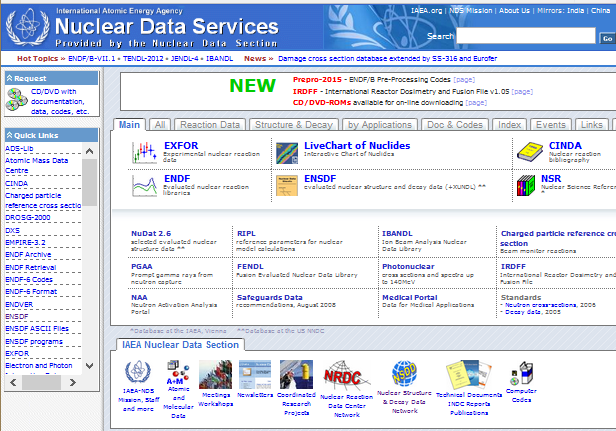 International Atomic Energy Agency
Nuclear Data Services
Provided by the Nuclear Data Section
IAEA.org | NDS Mission | About Us | Mirrors: India | China
Search
Go
Hot Topics » ENDF/B-VII.1 • TENDL-2012 • JENDL-4 • IBANDL News » Damage cross section database extended by SS-316 and Eurofer
Request
CD/DVD with
documentation,
data, codes, etc.
Quick Links
ADS-Lib
Atomic Mass Data
Centre
CINDA
Charged particle
reference cross sectio
DROSG-2000
DXS
EMPIRE-3.2
ENDF Archive
ENDF Retrieval
ENDF-6 Codes
ENDF-6 Format
ENDVER
ENSDF
ENSDF ASCII Files
ENSDF programs
EXFOR
Electron and Photon
NEW
Prepro-2015 - ENDF/B Pre-Processing Codes [page]
IRDFF - International Reactor Dosimetry and Fusion File v1.05 [page]
CD/DVD-ROMs available for on-line downloading [page]
Main All Reaction Data Structure & Decay by Applications Doc & Codes Index Events Links
EXFOR
Experimental nuclear reaction
data
LiveChart of Nuclides
Interactive Chart of Nuclides
CINDA
Nuclear reaction
bibliography
ENDF
Evaluated nuclear reaction
libraries
ENSDF
evaluated nuclear structure and decay data (+XUNDL) **
NSR
Nuclear Science Referen
*
NuDat 2.6
selected evaluated nuclear
structure data **
RIPL
reference parameters for nuclear
model calculations
IBANDL
Ion Beam Analysis Nuclear
Data Library
Charged particle reference cro
section
Beam monitor reactions
PGAA
Prompt gamma rays from
neutron capture
FENDL
Fusion Evaluated Nuclear Data Library
Photonuclear
cross sections and spectra up
to 140MeV
IRDFF
International Reactor Dosimetry and
Fusion File
NAA
Neutron Activation Analysis
Portal
Safeguards Data
recommendations, August 2008
Medical Portal
Data for Medical Applications
Standards
- Neutron cross-sections, 2006
- Decay data, 2005
*Database at the IAEA, Vienna **Database at the US NNDC
IAEA Nuclear Data Section
IAEA-NDS
Mission, Staff
and more
A+M
Atomic
and
Molecular
Data
Meetings
Workshops
Newsletters
Coordinated
Research
Projects
NRDC
Nuclear Reaction
Data Center
Network
Nuclear Structure
& Decay Data
Network
Technical Documents
INDC Reports
Publications
Computer
Codes